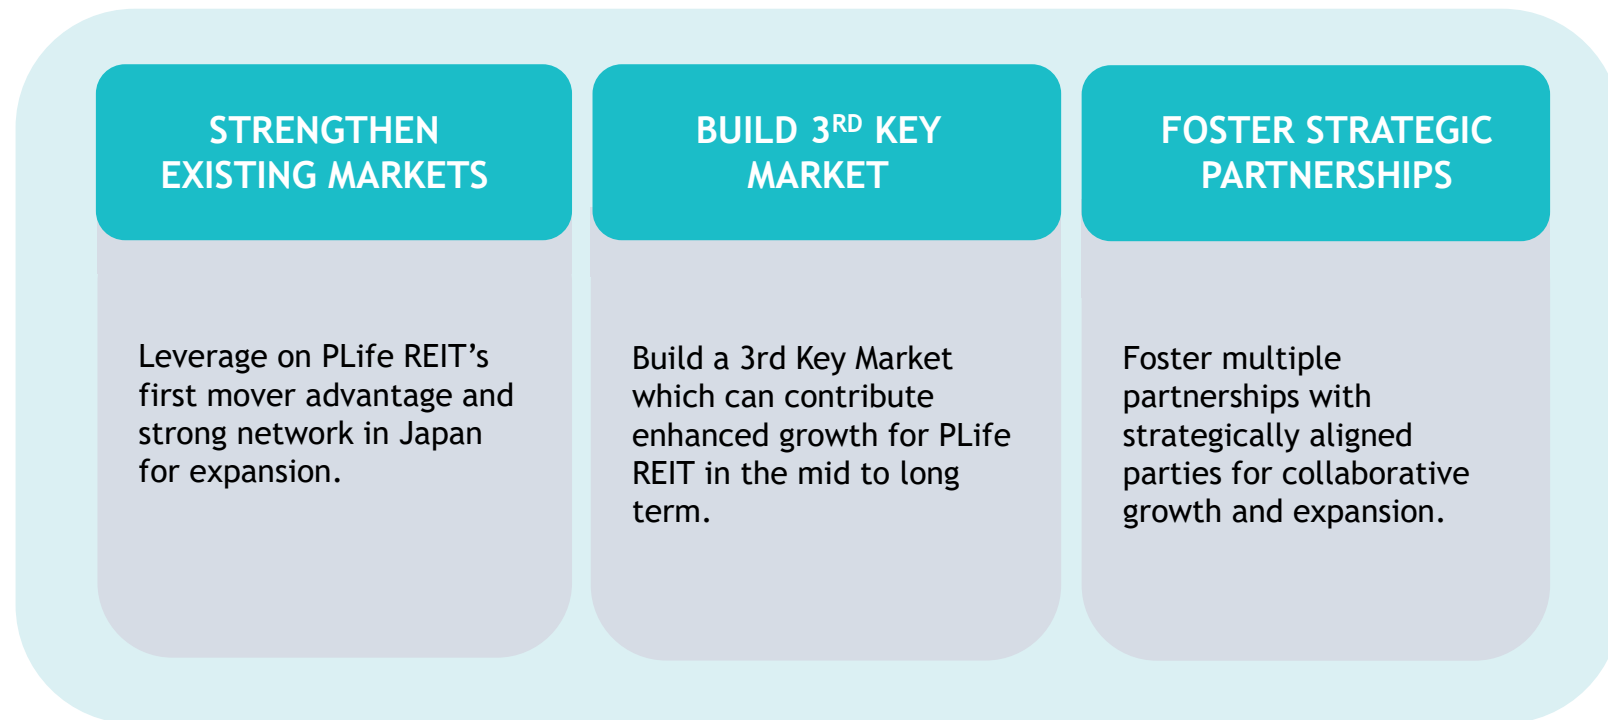 STRENGTHEN
EXISTING MARKETS
Leverage on PLife REIT’s
first mover advantage and
strong network in Japan
for expansion.
BUILD 3RD KEY
MARKET
Build a 3rd Key Market
which can contribute
enhanced growth for PLife
REIT in the mid to long
term.
FOSTER STRATEGIC
PARTNERSHIPS
Foster multiple
partnerships with
strategically aligned
parties for collaborative
growth and expansion.